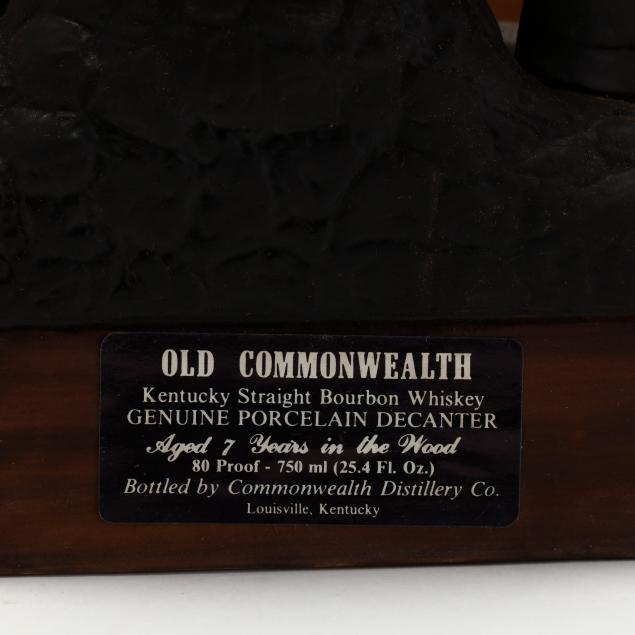 OLD COMMONWEALTH
Kentucky Straight Bourbon Whiskey
GENUINE PORCELAIN DECANTER
Aged 7 Years in the Wood
80 Proof - 750 ml (25.4 Fl. Oz.)
Bottled by Commonwealth Distillery Co.
Louisville, Kentucky